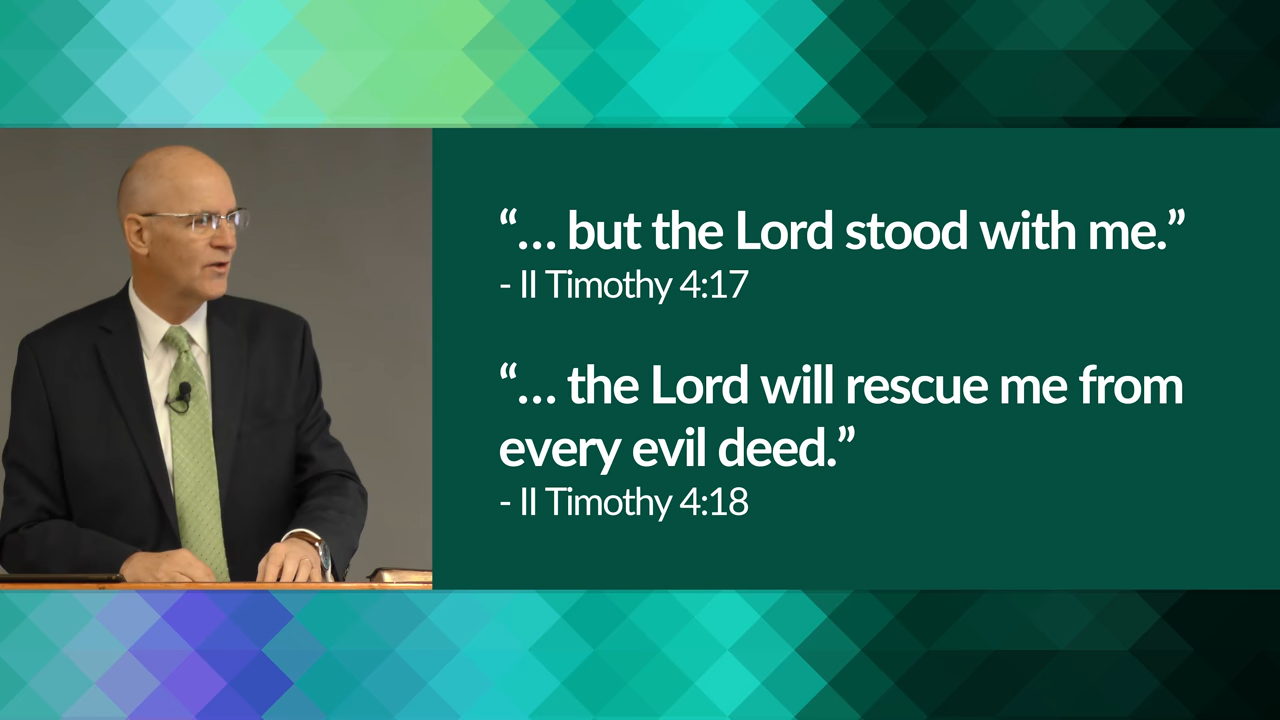 “… but the Lord stood with me.”
- II Timothy 4:17
“… the Lord will rescue me from
every evil deed.”
- II Timothy 4:18